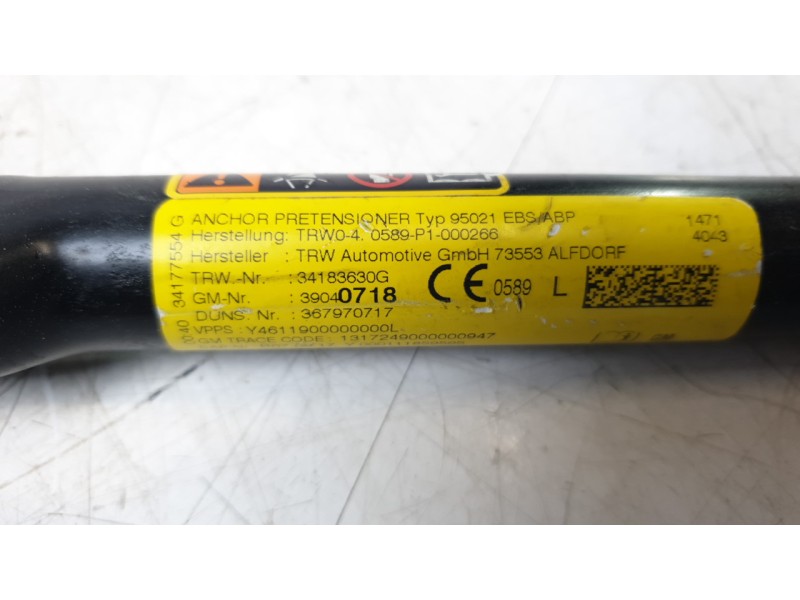 ANCHOR PRETENSIONER Typ 95021 EBS/ABP 1471
Herstellung: TRW0-4. 0589-P1-000266 4043
Hersteller : TRW Automotive GmbH 73553 ALFDORF
TRW.-Nr. : 34183630G
GM-Nr. : 39040718 CE 0589 L
DUNS. Nr. : 367970717
VPPS : Y4611900000000L
GM TRACE CODE : 1317249000000947
34177554 G